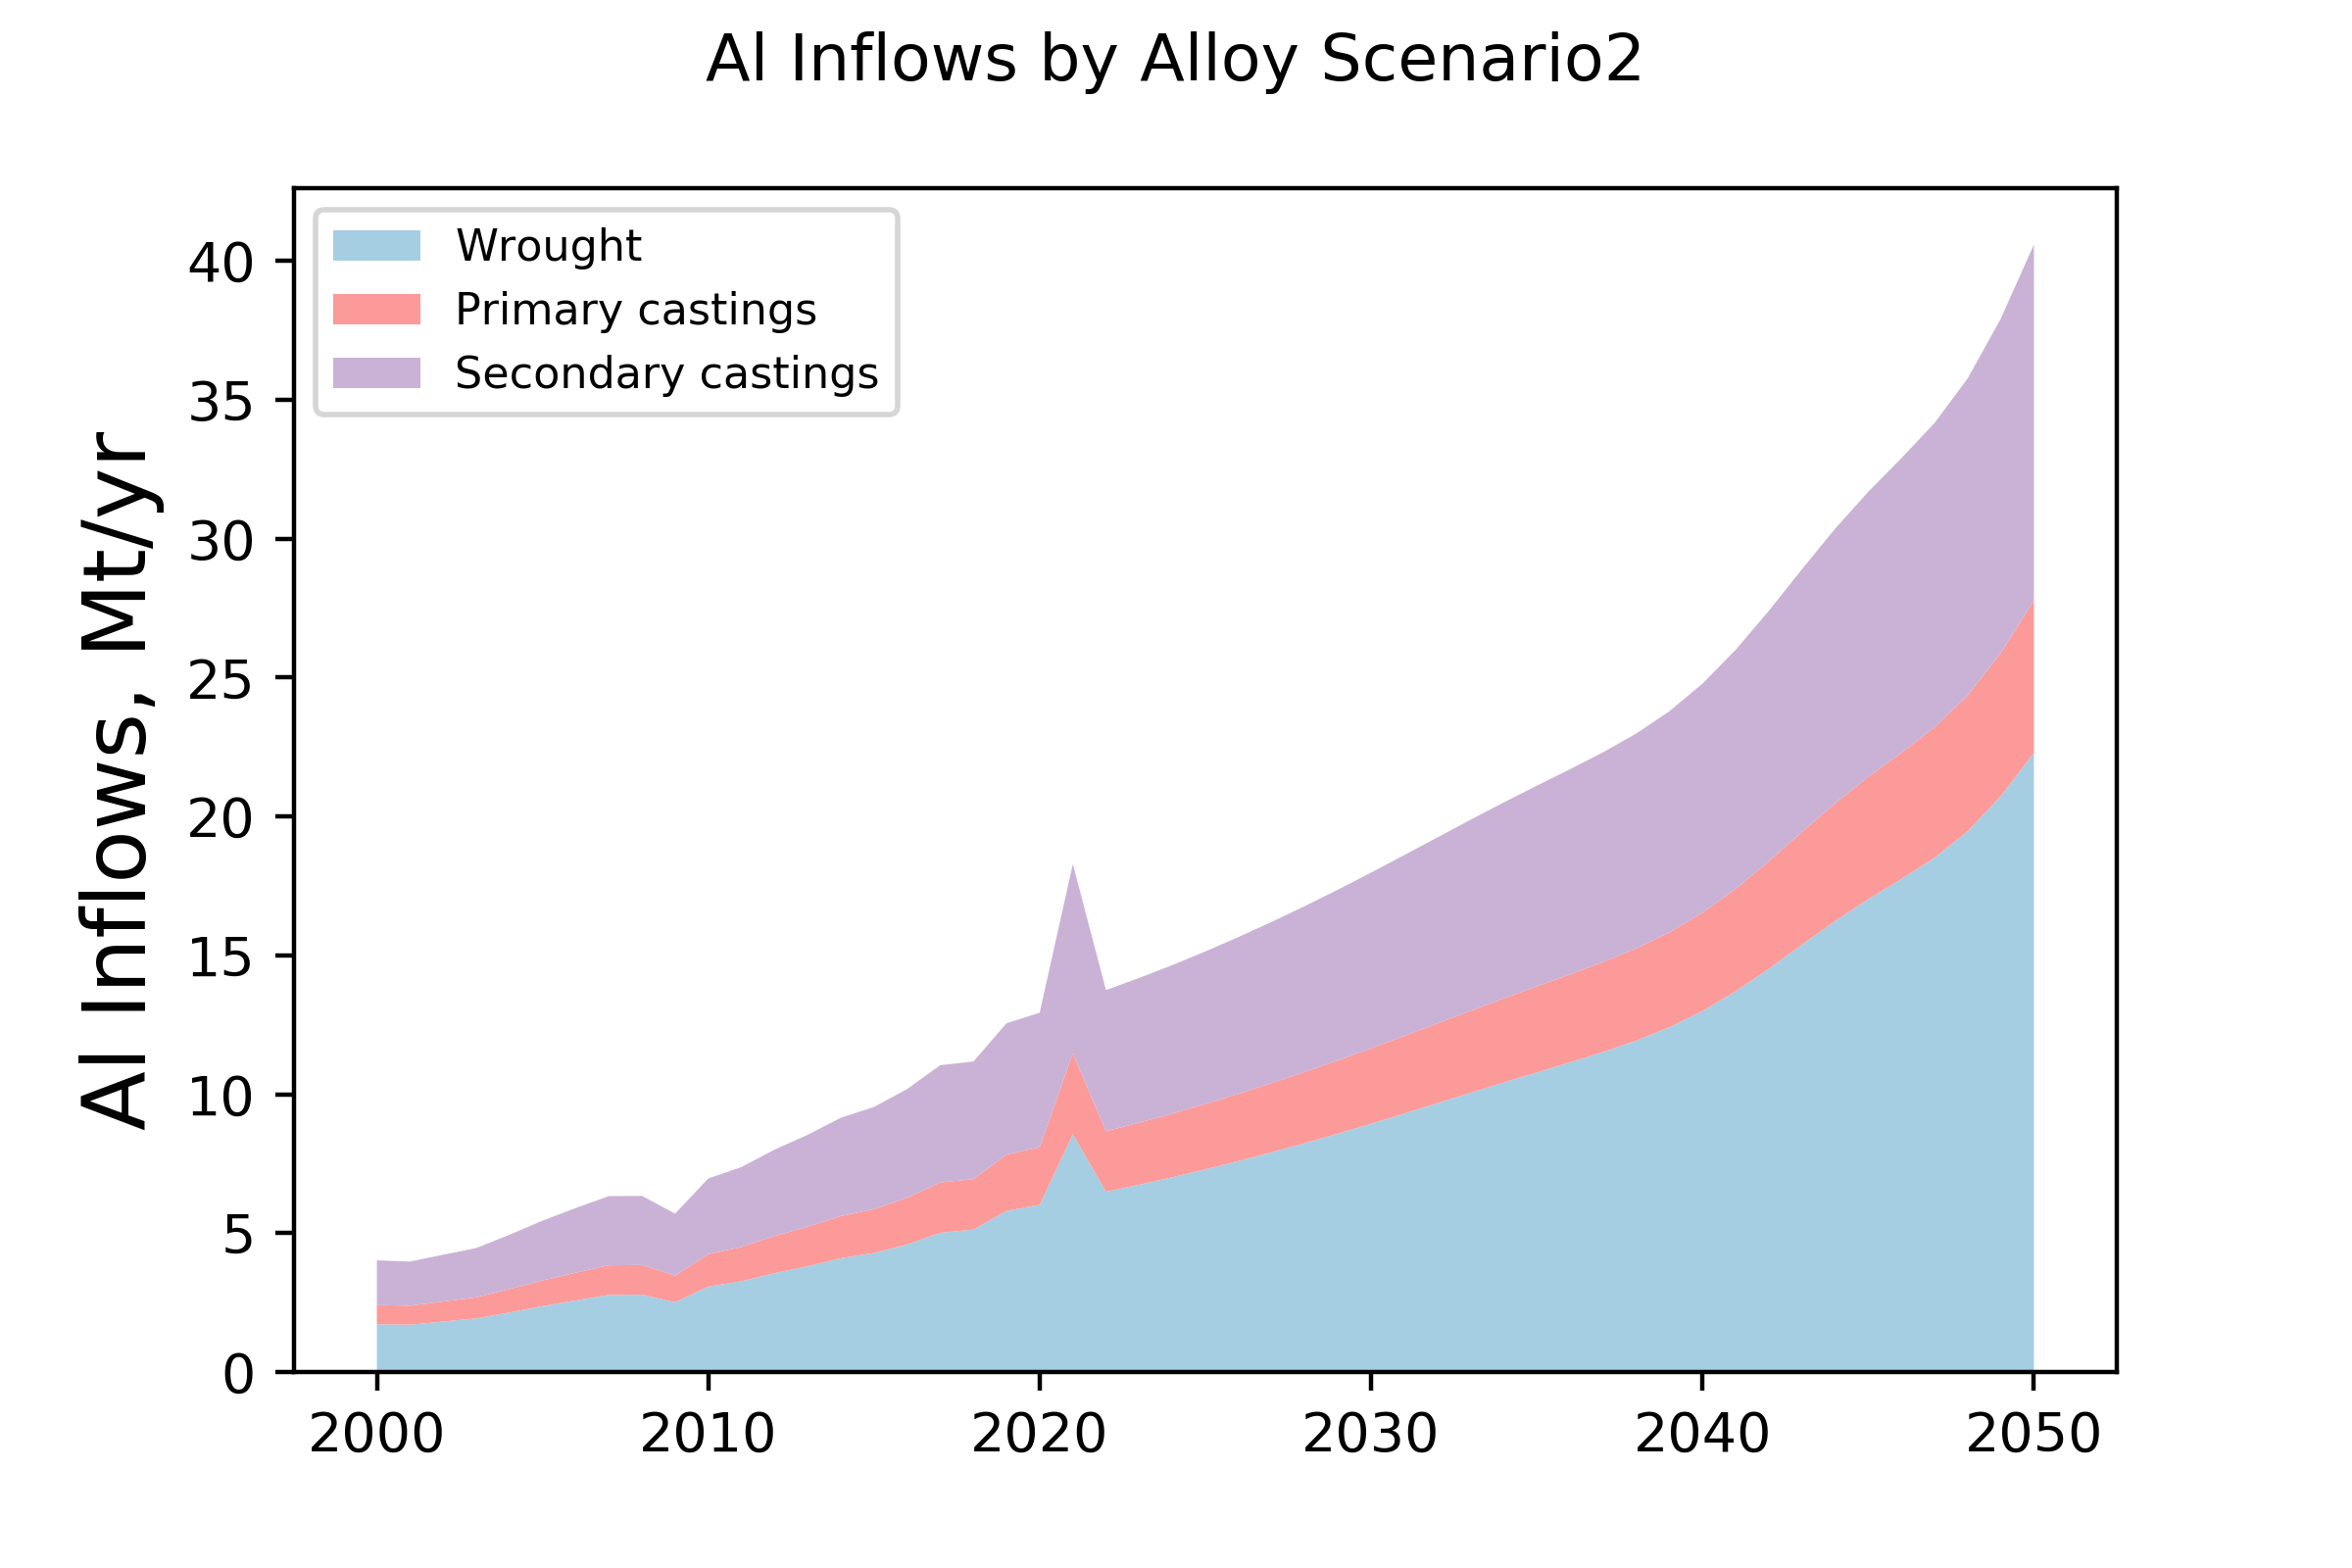 Al Inflows by Alloy Scenario2
Wrought
Primary castings
Secondary castings
Al Inflows, Mt/yr
40
35
30
25
20
15
10
5
0
2000 2010 2020 2030 2040 2050